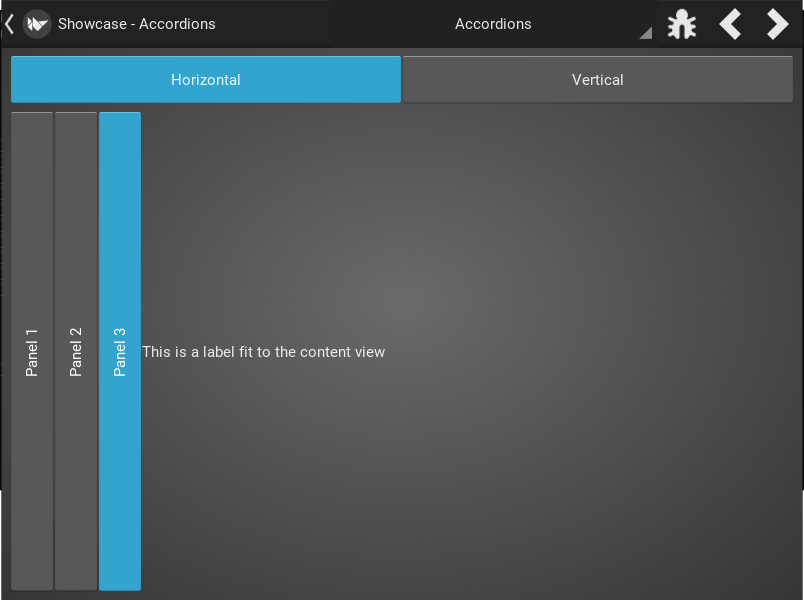 Showcase - Accordions
Accordions
Horizontal
Vertical
Panel 1
Panel 2
Panel 3
This is a label fit to the content view